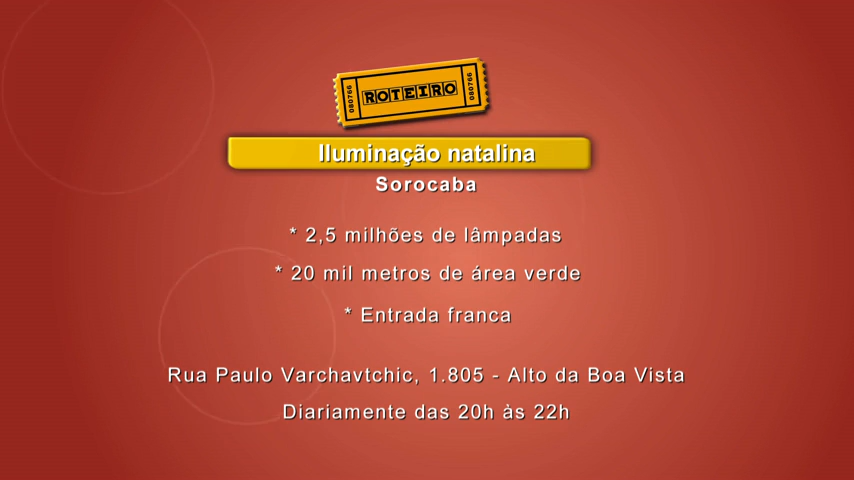 080766 ROTEIRO 080766
Iluminação natalina
Sorocaba
* 2,5 milhões de lâmpadas
* 20 mil metros de área verde
* Entrada franca
Rua Paulo Varchavtchic, 1.805 - Alto da Boa Vista
Diariamente das 20h às 22h